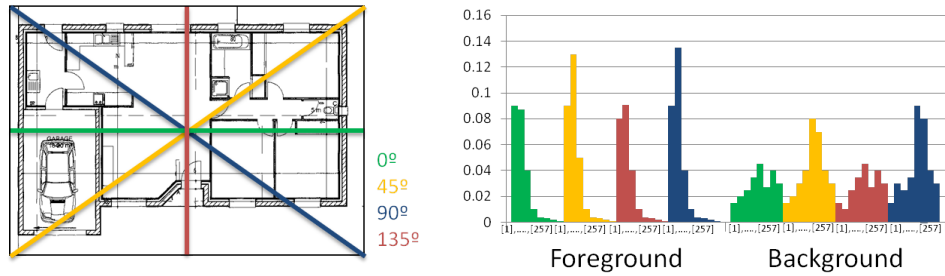 GARAGE
0º
45º
90º
135º
0.16
0.14
0.12
0.1
0.08
0.06
0.04
0.02
0
[1],...., [257] [1],...., [257] [1],...., [257] [1],...., [257] [1],...., [257] [1],...., [257] [1],...., [257] [1],...., [257]
Foreground Background